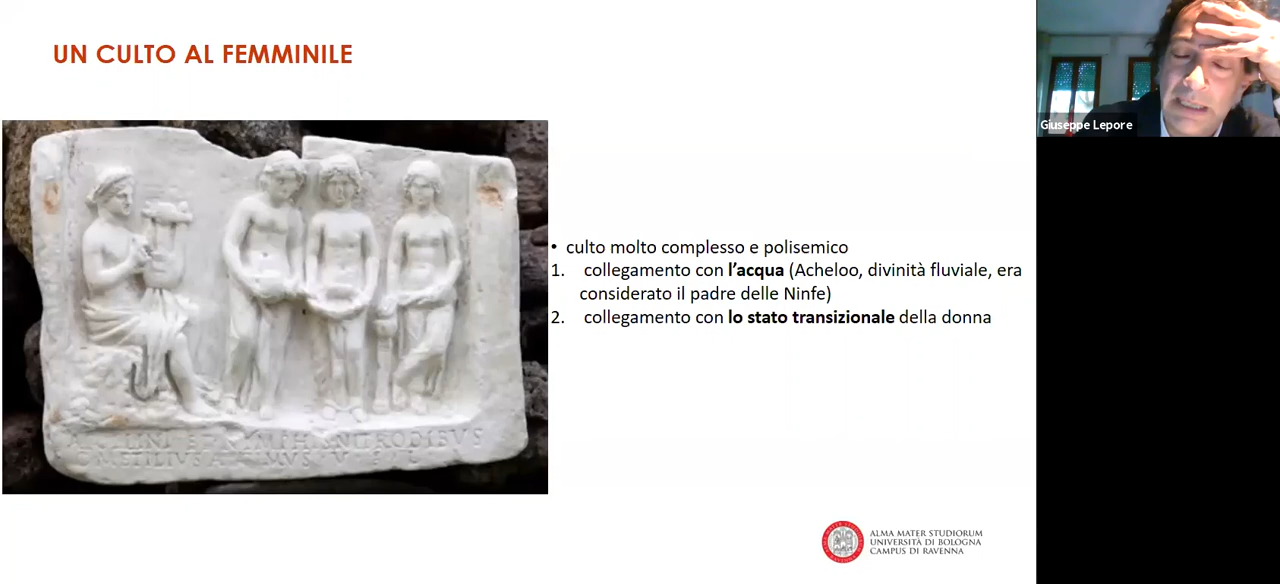 UN CULTO AL FEMMINILE
Giuseppe Lepore
• culto molto complesso e polisemico
1. collegamento con l'acqua (Acheloo, divinità fluviale, era
considerato il padre delle Ninfe)
2. collegamento con lo stato transizionale della donna
ALMA MATER STUDIORUM
UNIVERSITÀ DI BOLOGNA
CAMPUS DI RAVENNA